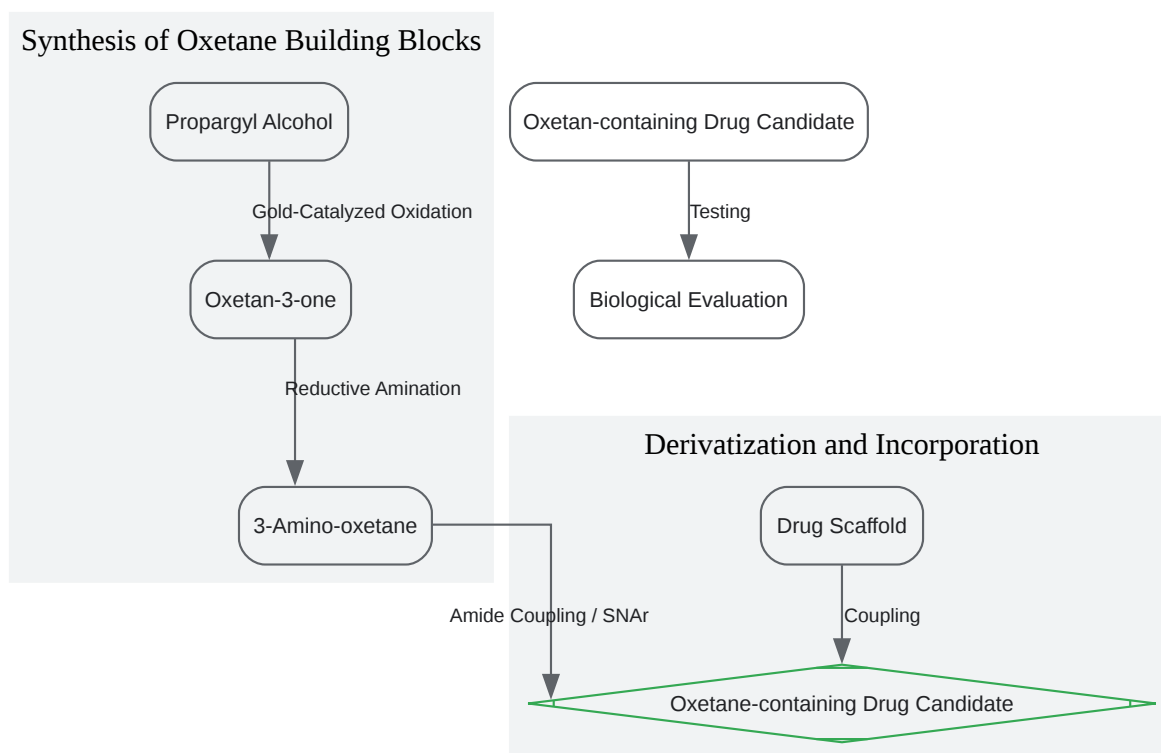 Synthesis of Oxetane Building Blocks
Propargyl Alcohol
Gold-Catalyzed Oxidation
Oxetan-3-one
Reductive Amination
3-Amino-oxetane
Oxetan-containing Drug Candidate
Testing
Biological Evaluation
Derivatization and Incorporation
Drug Scaffold
Amide Coupling / SNAr
Coupling
Oxetane-containing Drug Candidate